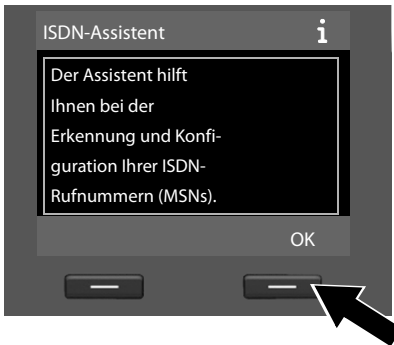 ISDN-Assistent i
Der Assistent hilft
Ihnen bei der
Erkennung und Konfi-
guration Ihrer ISDN-
Rufnummern (MSNs).
OK